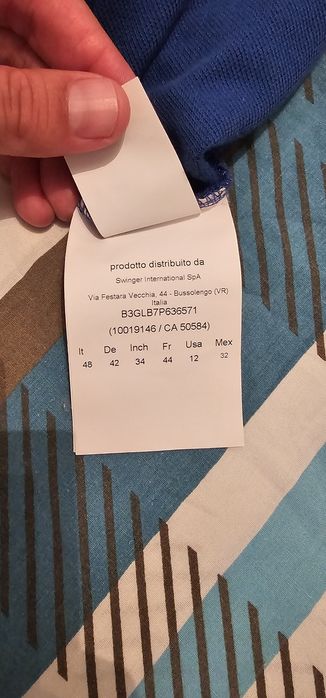 prodotto distribuito da
Swinger International SpA
Via Festara Vecchia, 44 - Bussolengo (VR)
Italia
B3GLB7P636571
(10019146 / CA 50584)
It De Inch Fr Usa Mex
48 42 34 44 12 32